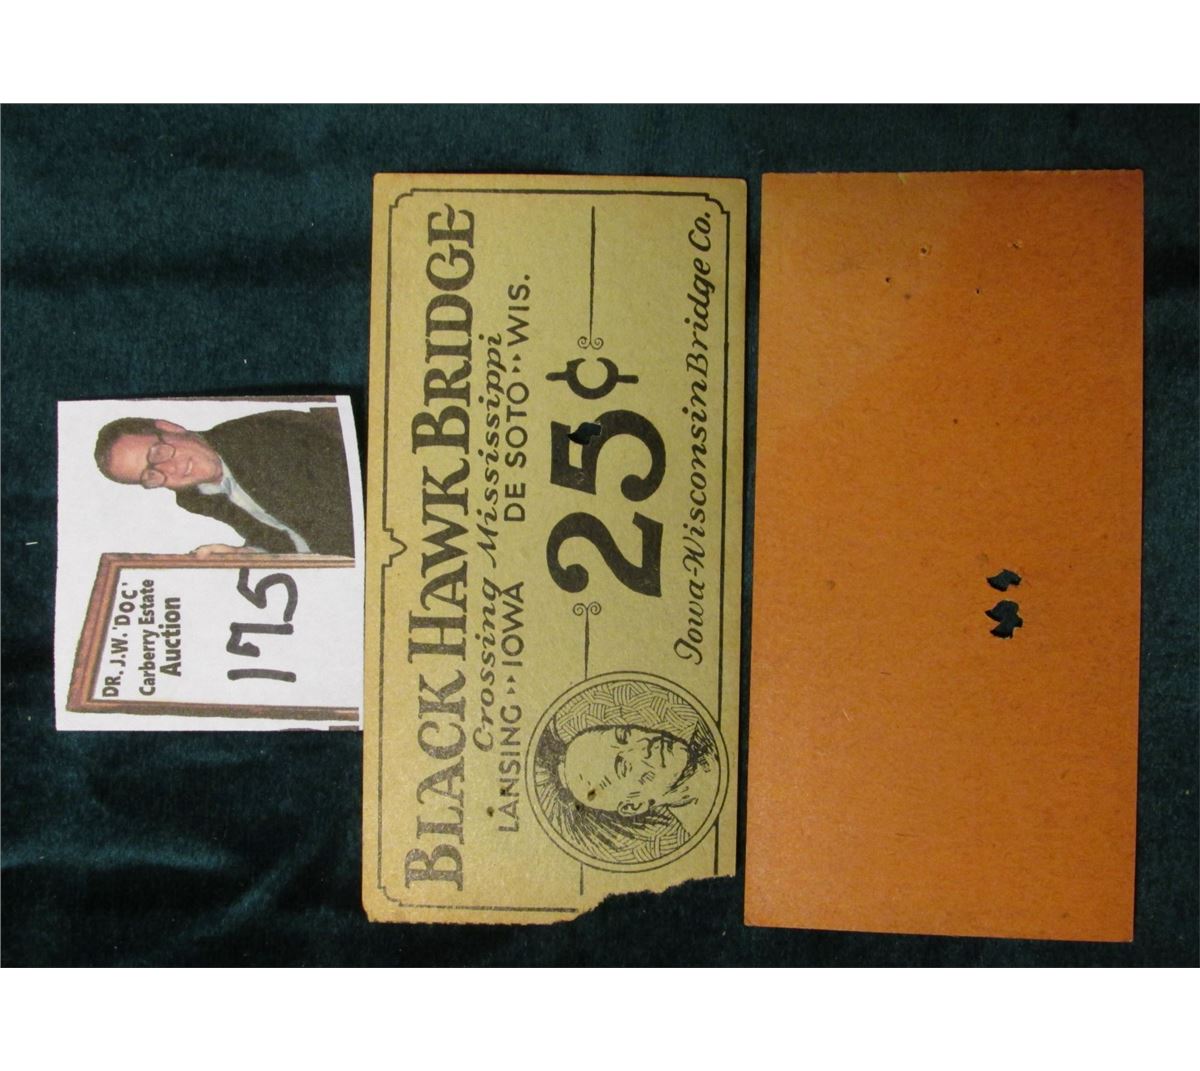 DR. J.W. 'DOC'
Carberry Estate
Auction
175
BLACK HAWK BRIDGE
Crossing Mississippi
LANSING IOWA DE SOTO WIS.
25¢
Iowa-Wisconsin Bridge Co.